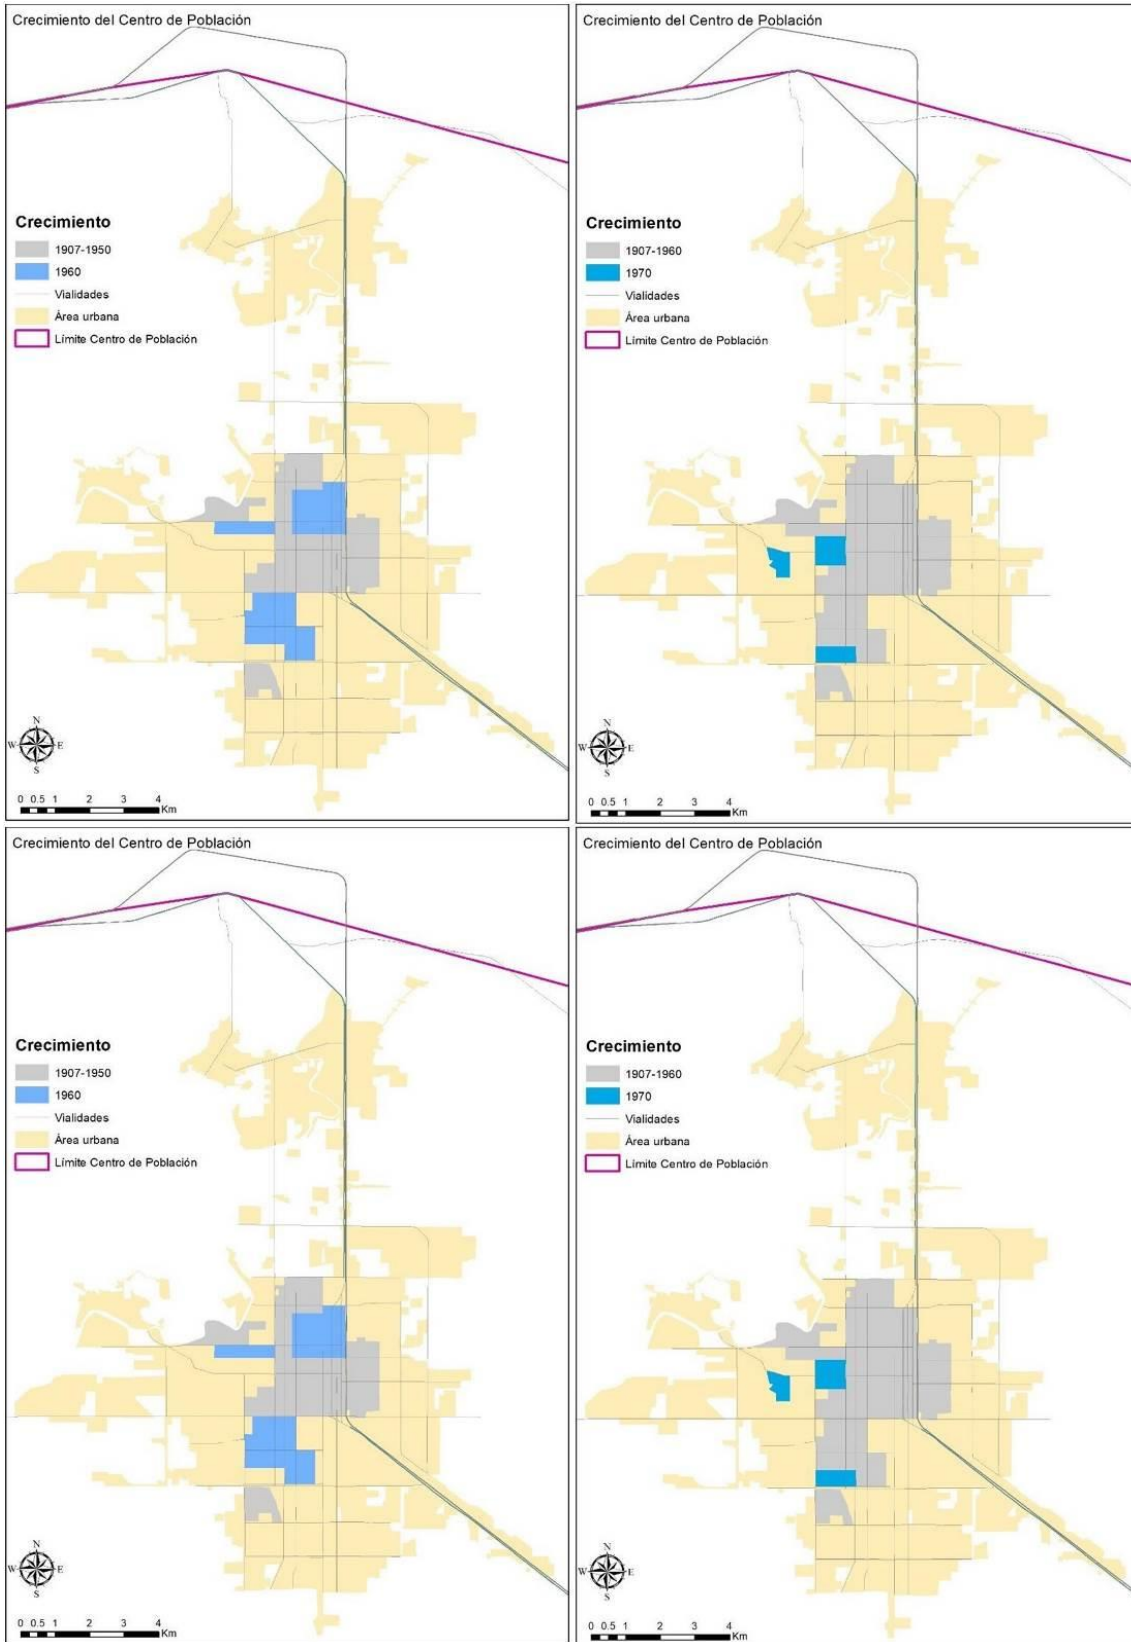 Crecimiento del Centro de Población
Crecimiento
1907-1950
1960
Vialidades
Área urbana
Límite Centro de Población
N
W E
S
0 0.5 1 2 3 4
Km
Crecimiento del Centro de Población
Crecimiento
1907-1960
1970
Vialidades
Área urbana
Límite Centro de Población
N
W E
S
0 0.5 1 2 3 4
Km
Crecimiento del Centro de Población
Crecimiento
1907-1950
1960
Vialidades
Área urbana
Límite Centro de Población
N
W E
S
0 0.5 1 2 3 4
Km
Crecimiento del Centro de Población
Crecimiento
1907-1960
1970
Vialidades
Área urbana
Límite Centro de Población
N
W E
S
0 0.5 1 2 3 4
Km